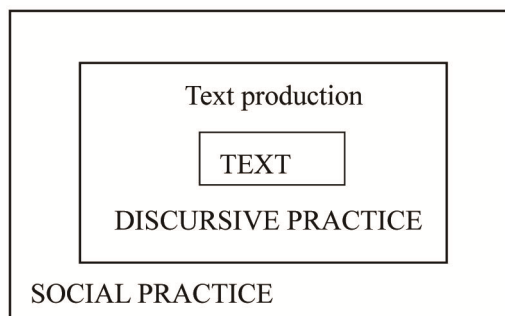 Text production
TEXT
DISCURSIVE PRACTICE
SOCIAL PRACTICE